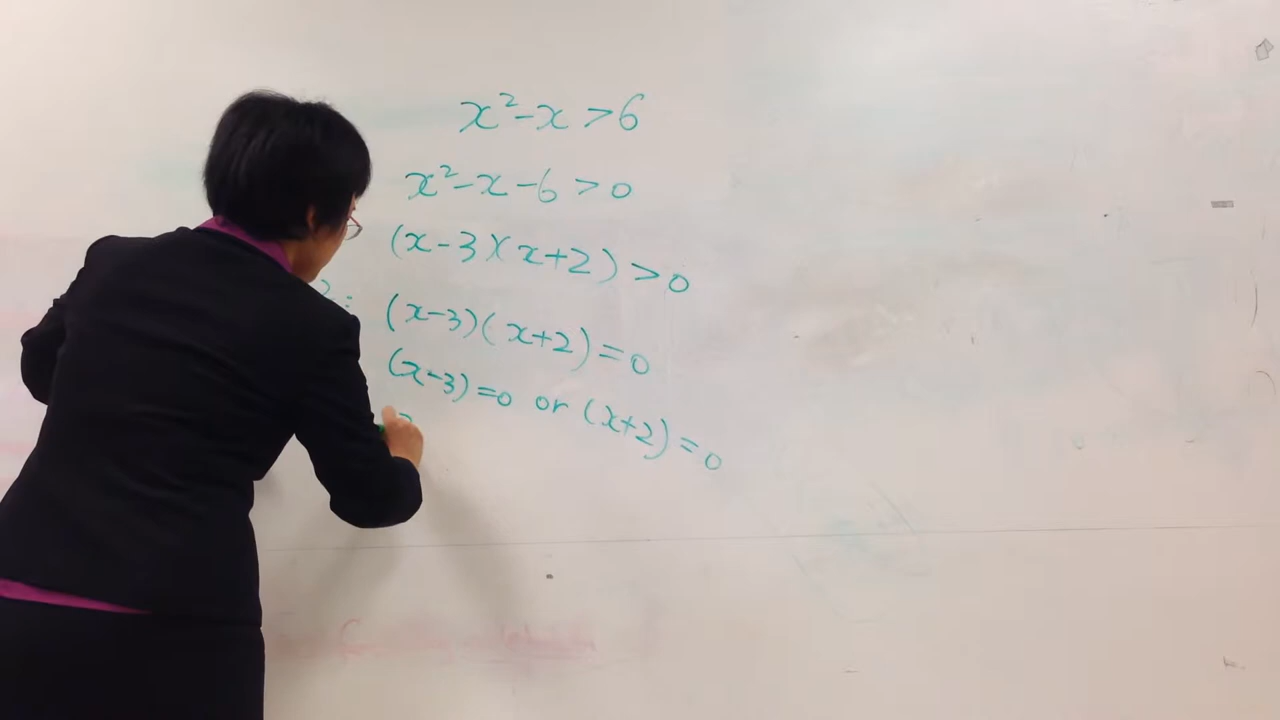 x²-x>6
x²-x-6>0
(x-3)(x+2)>0
(x-3)(x+2)=0
(x-3)=0 or (x+2)=0